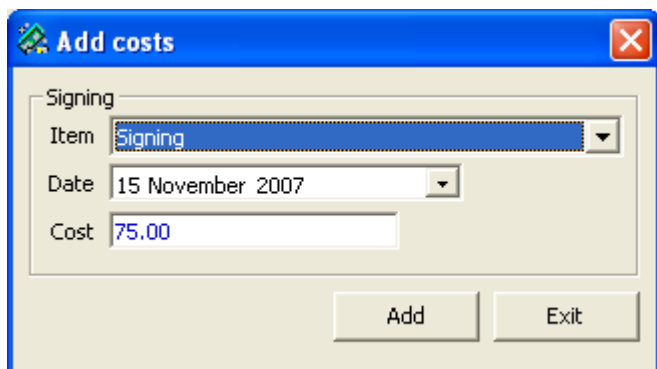 Add costs
Signing
Item Signing
Date 15 November 2007
Cost 75.00
Add Exit